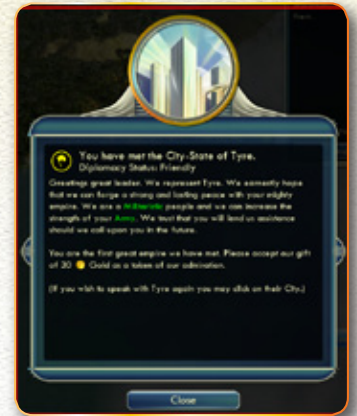 You have met the City-State of Tyre.
Diplomacy Status: Friendly
Greetings great leader. We represent Tyre. We earnestly hope
that we can forge a strong and lasting peace with your mighty
empire. We are a Militaristic people and we can increase the
strength of your Army. We trust that you will lend us assistance
should we call upon you in the future.
You are the first great empire we have met. Please accept our gift
of 30 Gold as a token of our admiration.
(If you wish to speak with Tyre again you may click on their City.)
Close